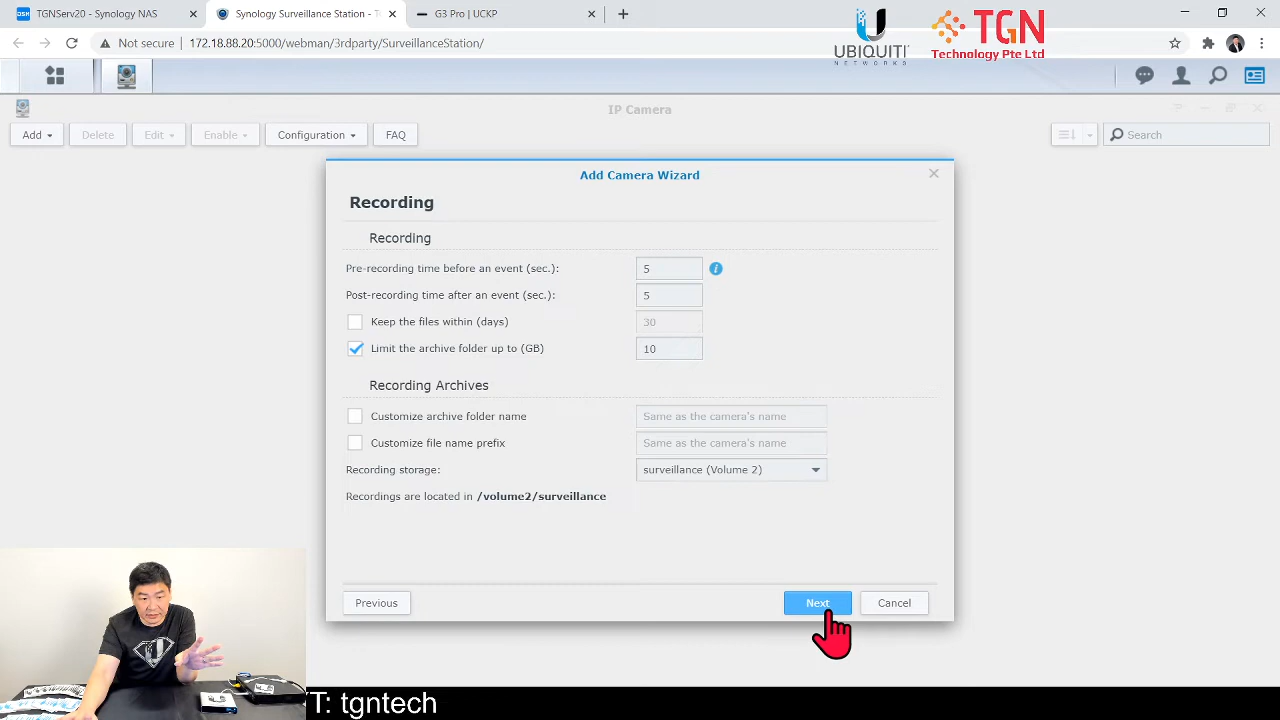 TGNServ20 - Synology NAS
Synology Surveillance Station - T
G3 Pro | UCKP
Not secure
172.18.88.20:5000/webman/3rdparty/SurveillanceStation/
UBIQUITI
NETWORKS
TGN
Technology Pte Ltd
IP Camera
Add
Delete
Edit
Enable
Configuration
FAQ
Search
Add Camera Wizard
Recording
Recording
Pre-recording time before an event (sec.):
5
Post-recording time after an event (sec.):
5
Keep the files within (days)
30
Limit the archive folder up to (GB)
10
Recording Archives
Customize archive folder name
Same as the camera's name
Customize file name prefix
Same as the camera's name
Recording storage:
surveillance (Volume 2)
Recordings are located in /volume2/surveillance
Previous
Next
Cancel
T: tgntech